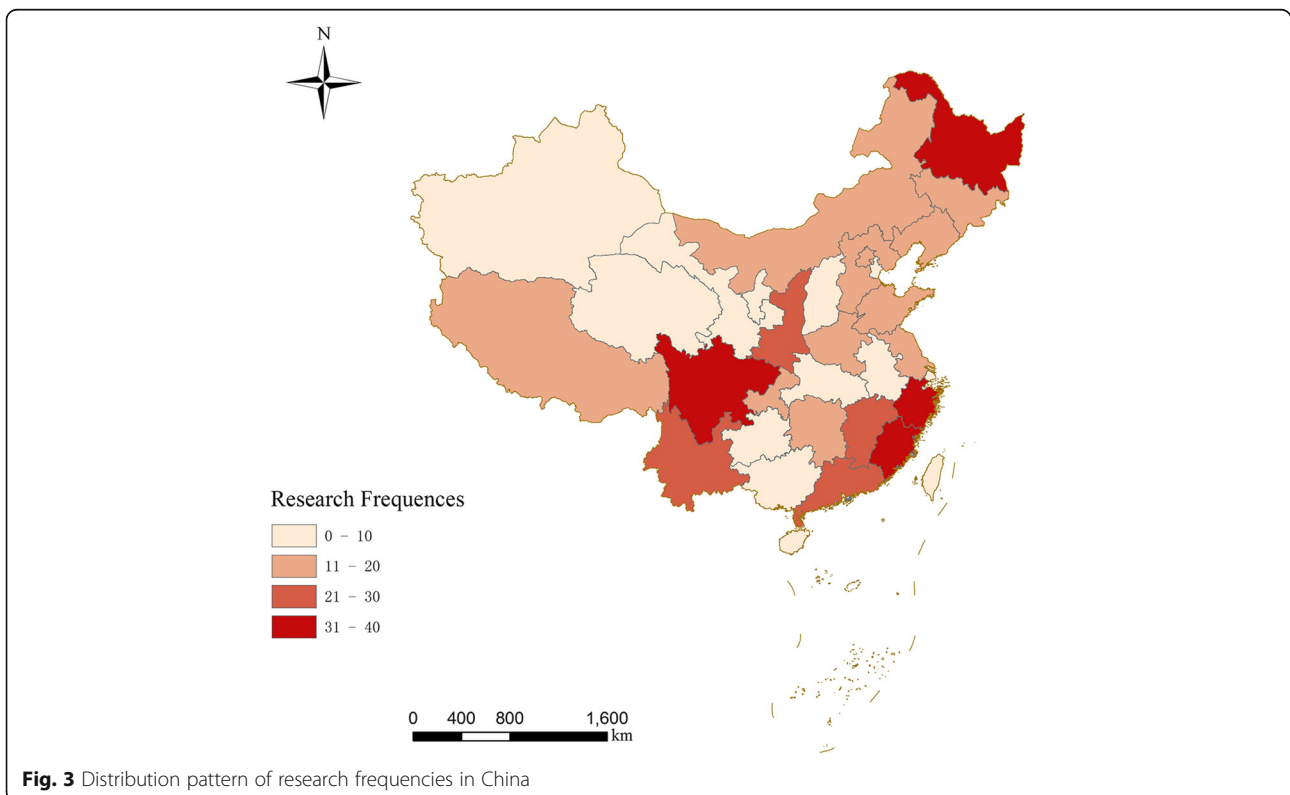 N
Research Frequences
0 - 10
11 - 20
21 - 30
31 - 40
0 400 800 1,600
km
Fig. 3 Distribution pattern of research frequencies in China